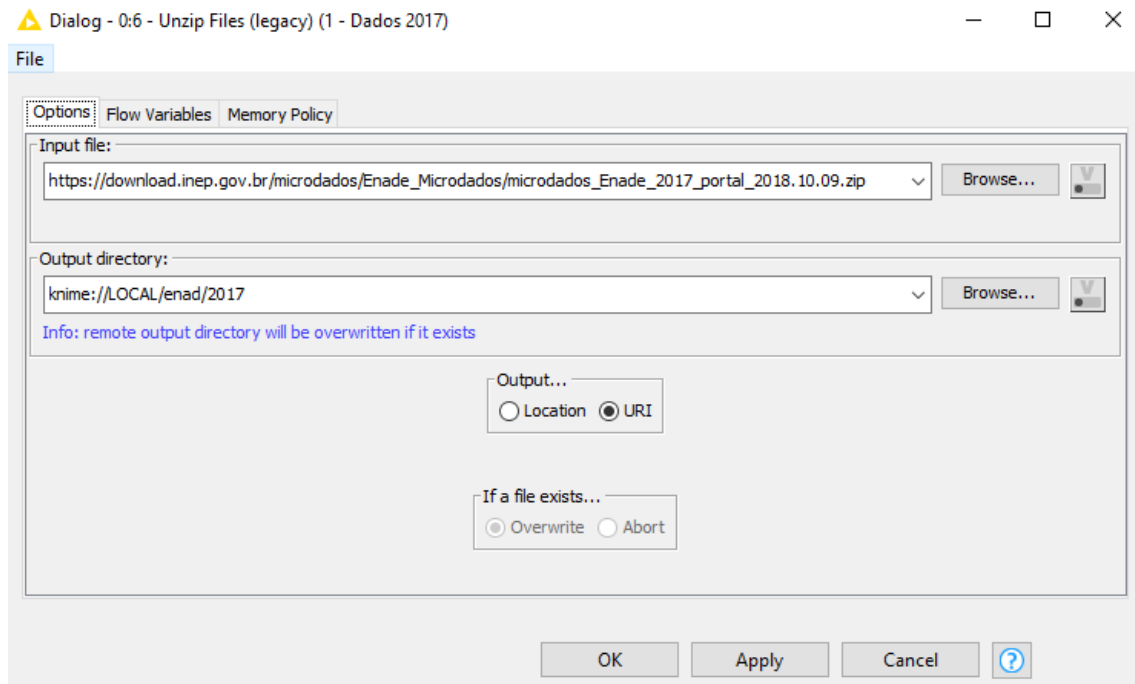 Dialog - 0:6 - Unzip Files (legacy) (1 - Dados 2017)
File
Options Flow Variables Memory Policy
Input file:
https://download.inep.gov.br/microdados/Enade_Microdados/microdados_Enade_2017_portal_2018.10.09.zip Browse... V
Output directory:
knime://LOCAL/enad/2017 Browse... V
Info: remote output directory will be overwritten if it exists
Output...
Location URI
If a file exists...
Overwrite Abort
OK Apply Cancel ?